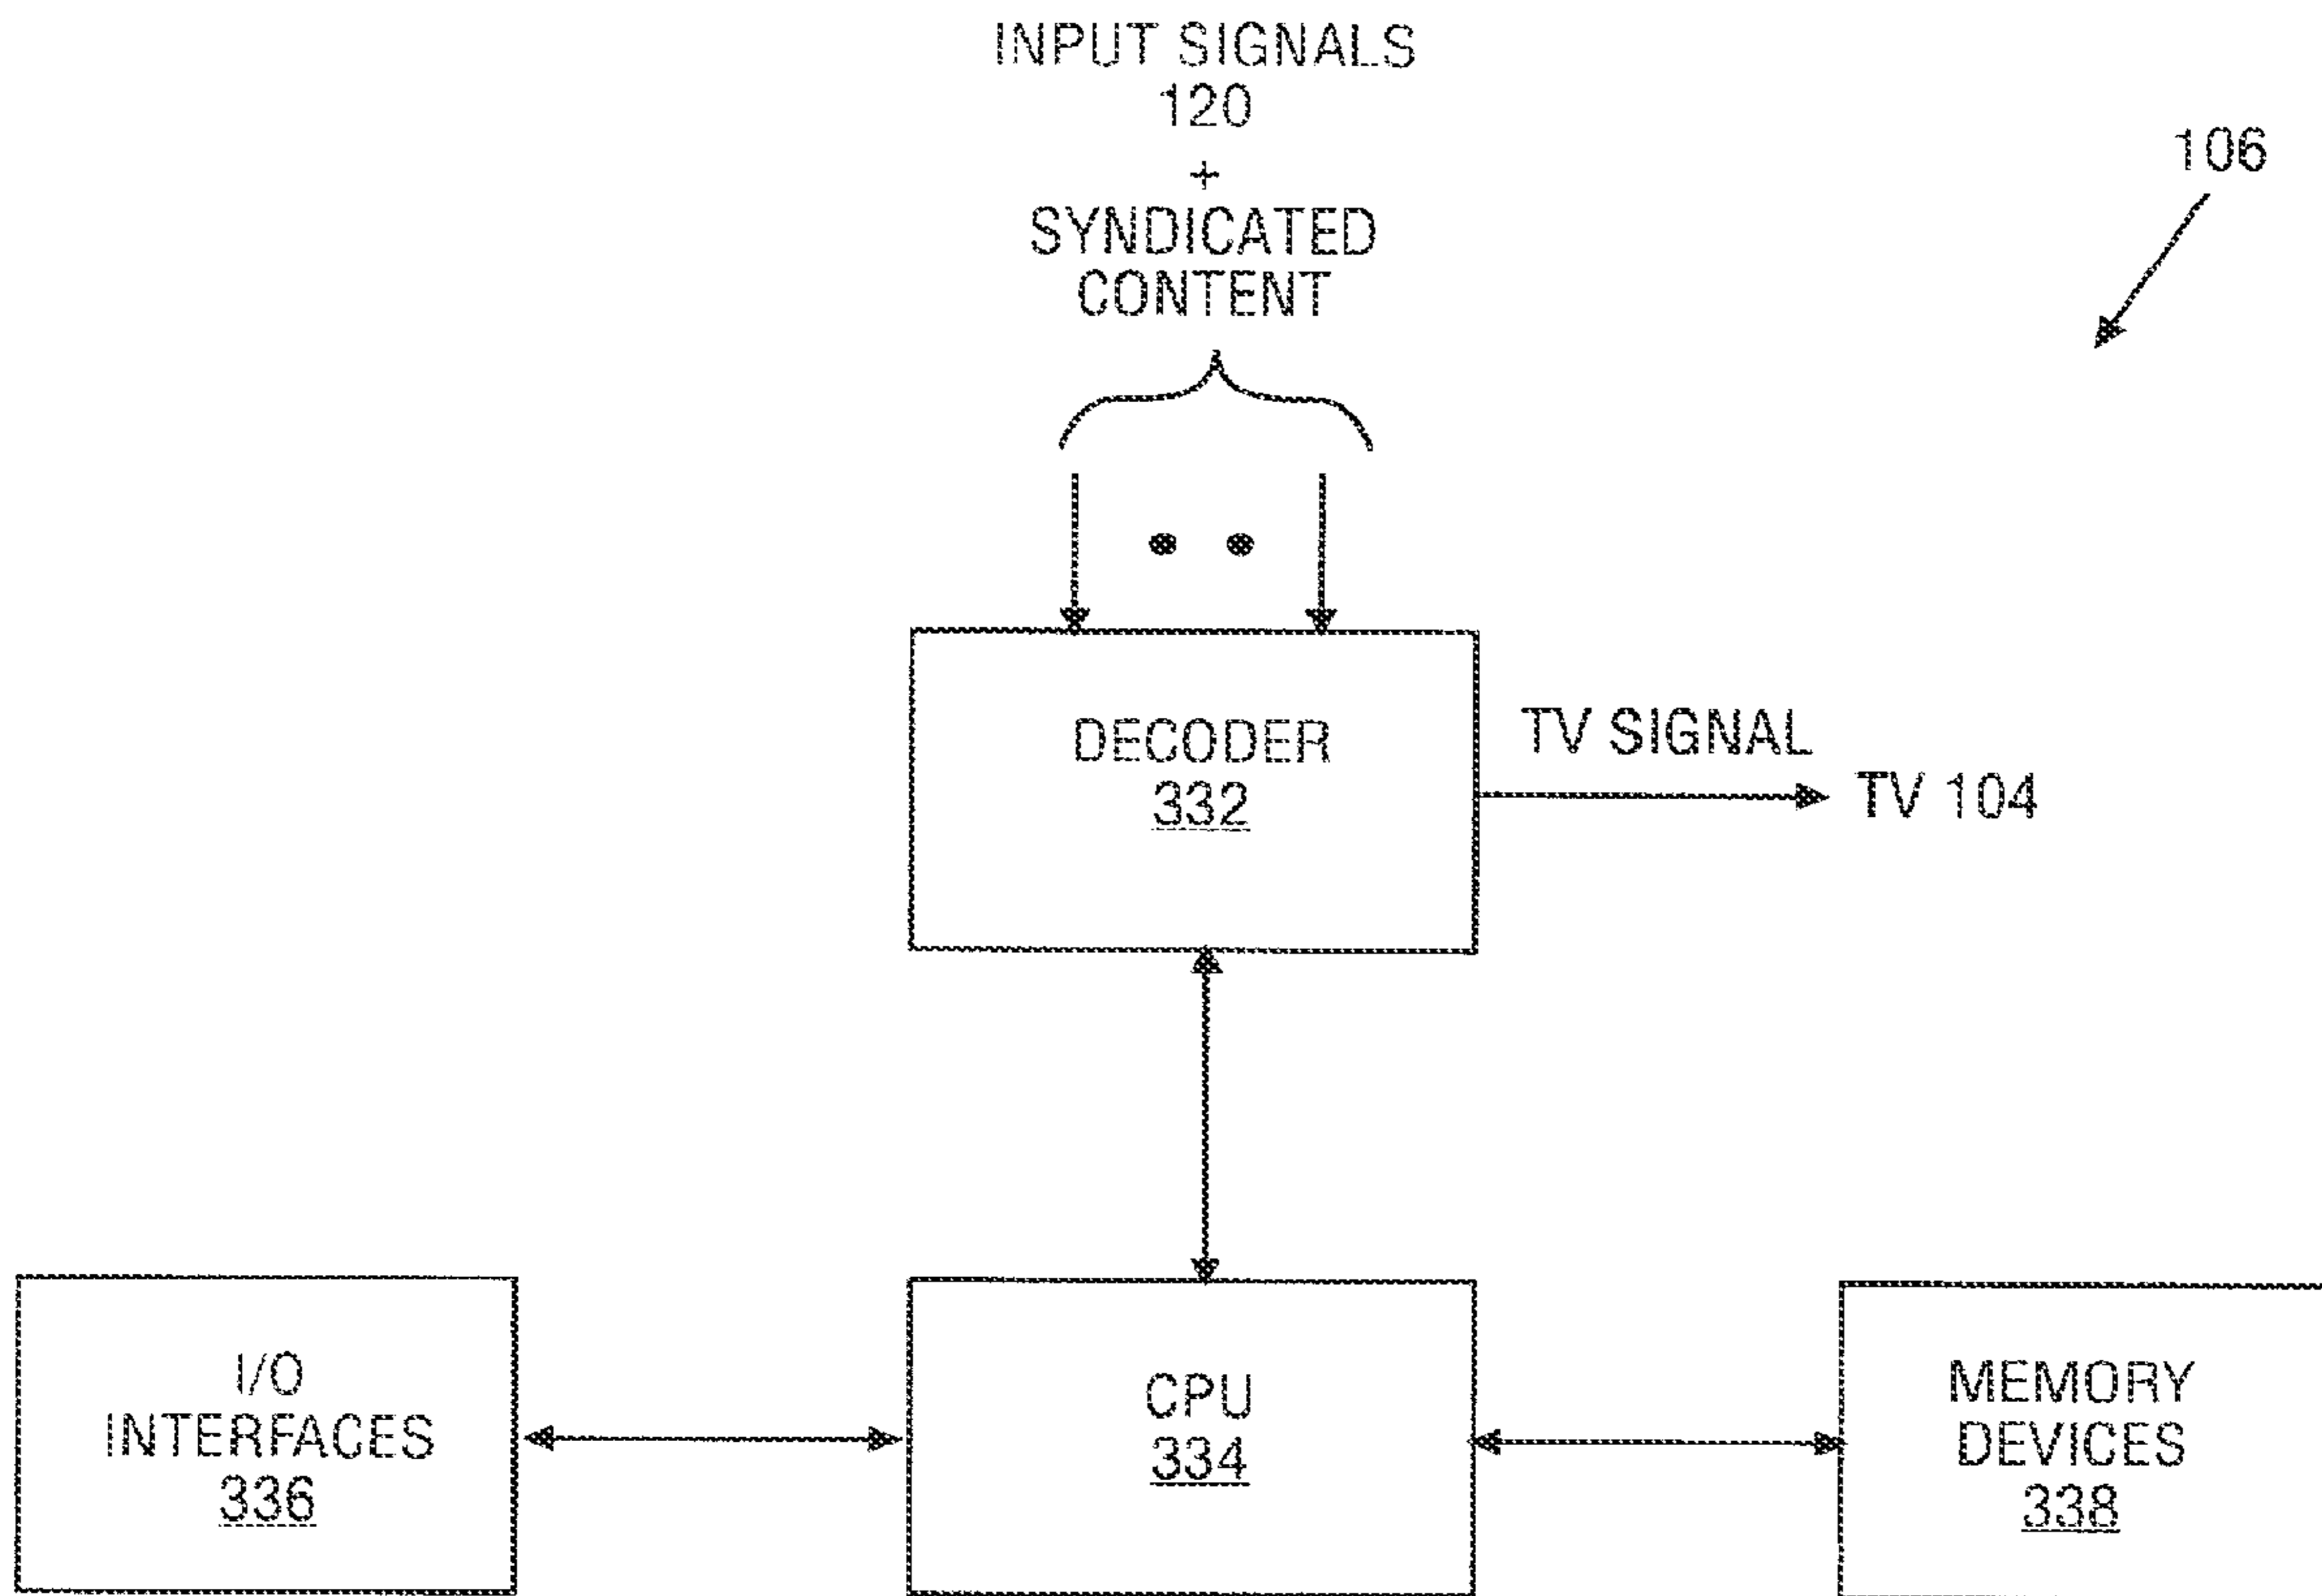 INPUT SIGNALS
120
+
SYNDICATED
CONTENT
106
DECODER
332
TV SIGNAL
TV 104
I/O
INTERFACES
336
CPU
334
MEMORY
DEVICES
338